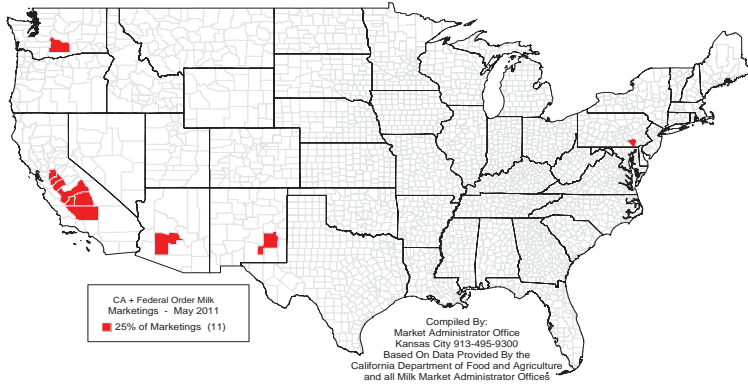 CA + Federal Order Milk
Marketings - May 2011
25% of Marketings (11)
Compiled By:
Market Administrator Office
Kansas City 913-495-9300
Based On Data Provided By the
California Department of Food and Agriculture
and all Milk Market Administrator Offices